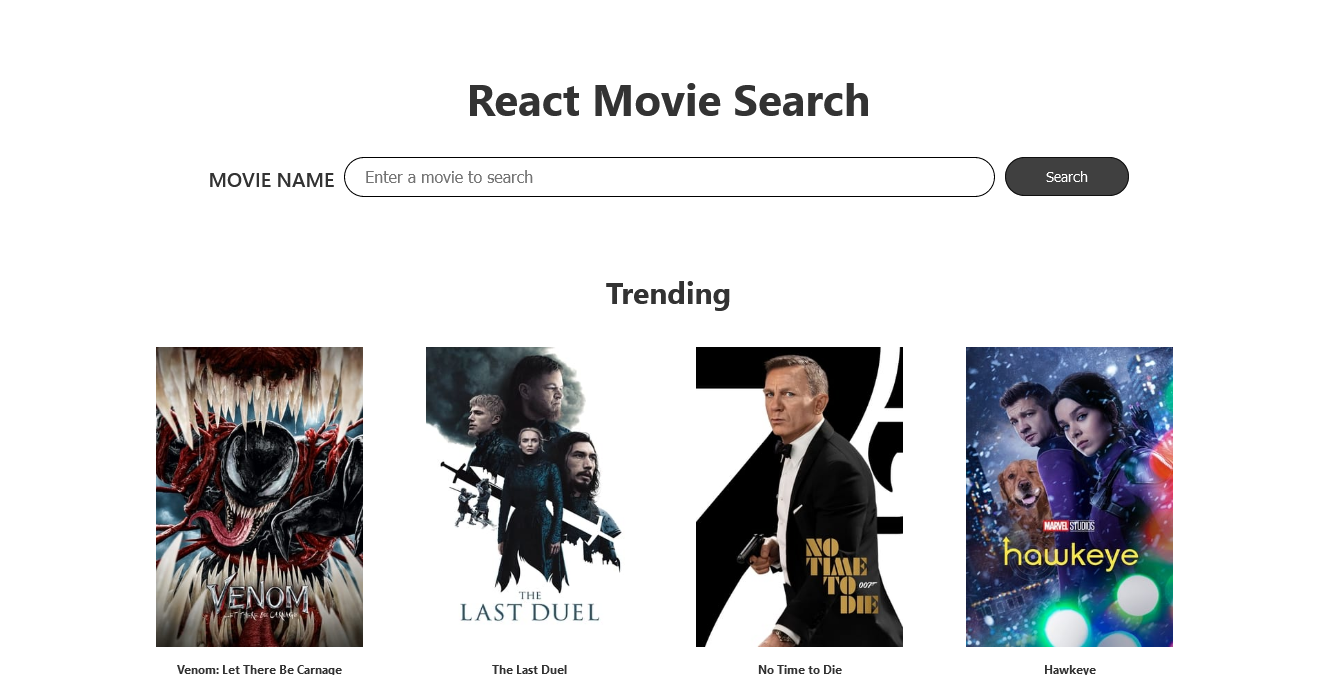 React Movie Search
MOVIE NAME
Enter a movie to search
Search
Trending
VENOM
LET THERE BE CARNAGE
THE
LAST DUEL
NO
TIME
TO
007
DIE
MARVEL STUDIOS
hawkeye
Venom: Let There Be Carnage
The Last Duel
No Time to Die
Hawkeye